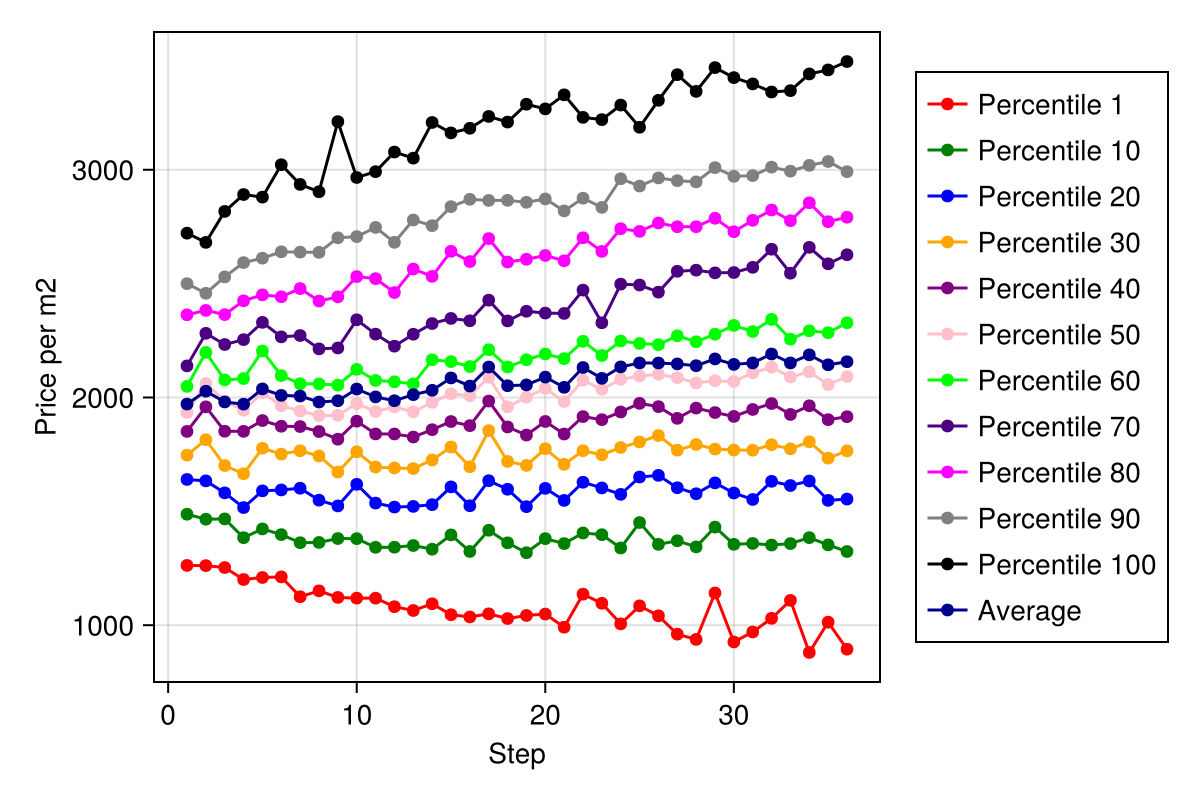 Price per m2
3000
2000
1000
0 10 20 30
Step
Percentile 1
Percentile 10
Percentile 20
Percentile 30
Percentile 40
Percentile 50
Percentile 60
Percentile 70
Percentile 80
Percentile 90
Percentile 100
Average